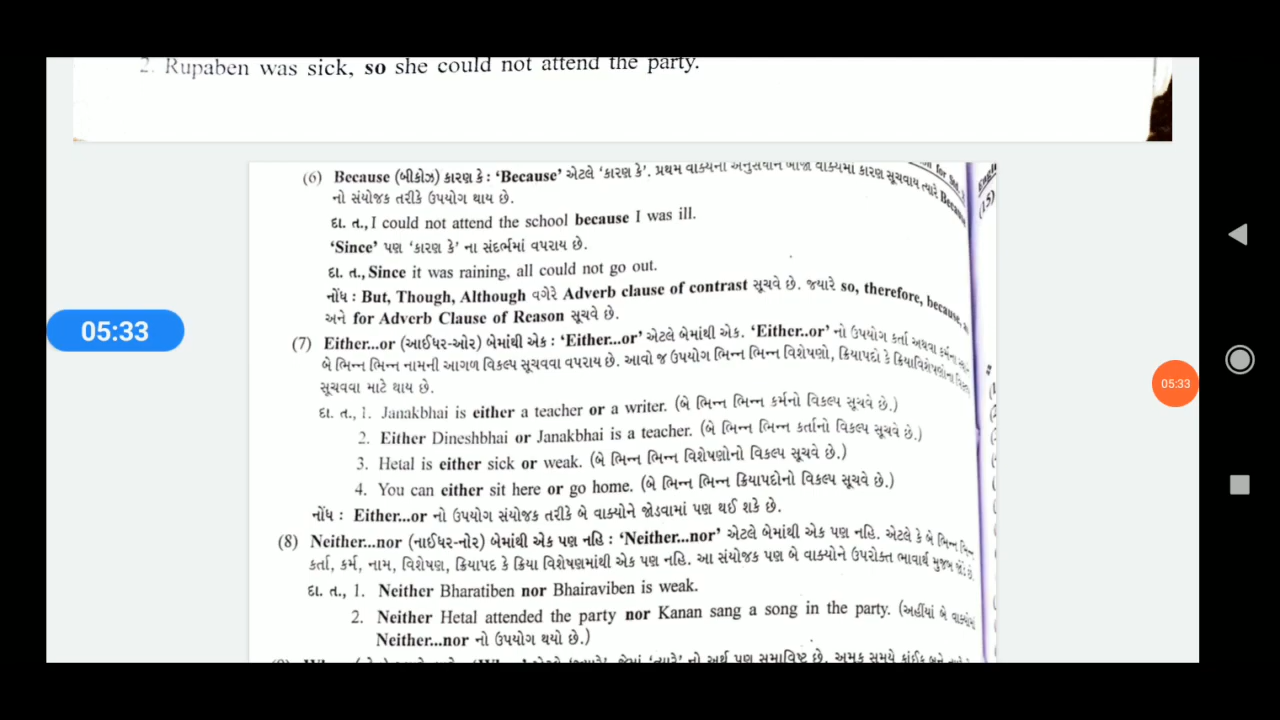 2. Rupaben was sick, so she could not attend the party.
(6) Because (બીકોઝ) કારણ કે : ‘Because’ એટલે ‘કારણ કે’. પ્રથમ વાક્યના અનુસંધાને બીજા વાક્યમાં કારણ સૂચવાય ત્યારે Because
નો સંયોજક તરીકે ઉપયોગ થાય છે.
દા. ત., I could not attend the school because I was ill.
‘Since’ પણ ‘કારણ કે’ ના સંદર્ભમાં વપરાય છે.
દા. ત., Since it was raining, all could not go out.
નોંધ : But, Though, Although વગેરે Adverb clause of contrast સૂચવે છે. જ્યારે so, therefore, because,
અને for Adverb Clause of Reason સૂચવે છે.
(7) Either...or (આઈધર-ઓર) બેમાંથી એક : ‘Either...or’ એટલે બેમાંથી એક. ‘Either..or’ નો ઉપયોગ કર્તા અથવા કર્મના
બે ભિન્ન ભિન્ન નામની આગળ વિકલ્પ સૂચવવા વપરાય છે. આવો જ ઉપયોગ ભિન્ન ભિન્ન વિશેષણો, ક્રિયાપદો કે ક્રિયાવિશેષણોના વિકલ્પ
સૂચવવા માટે થાય છે.
દા. ત., 1. Janakbhai is either a teacher or a writer. (બે ભિન્ન ભિન્ન કર્મનો વિકલ્પ સૂચવે છે.)
2. Either Dineshbhai or Janakbhai is a teacher. (બે ભિન્ન ભિન્ન કર્તાનો વિકલ્પ સૂચવે છે.)
3. Hetal is either sick or weak. (બે ભિન્ન ભિન્ન વિશેષણોનો વિકલ્પ સૂચવે છે.)
4. You can either sit here or go home. (બે ભિન્ન ભિન્ન ક્રિયાપદોનો વિકલ્પ સૂચવે છે.)
નોંધ : Either...or નો ઉપયોગ સંયોજક તરીકે બે વાક્યોને જોડવામાં પણ થઈ શકે છે.
(8) Neither...nor (નાઈધર-નોર) બેમાંથી એક પણ નહિ : ‘Neither...nor’ એટલે બેમાંથી એક પણ નહિ. એટલે કે બે ભિન્ન ભિન્ન
કર્તા, કર્મ, નામ, વિશેષણ, ક્રિયાપદ કે ક્રિયા વિશેષણમાંથી એક પણ નહિ. આ સંયોજક પણ બે વાક્યોને ઉપરોક્ત ભાવાર્થ મુજબ જોડે છે.
દા. ત., 1. Neither Bharatiben nor Bhairaviben is weak.
2. Neither Hetal attended the party nor Kanan sang a song in the party. (અહીંયાં બે વાક્યોમાં
Neither...nor નો ઉપયોગ થયો છે.)
(15)
05:33
05:33